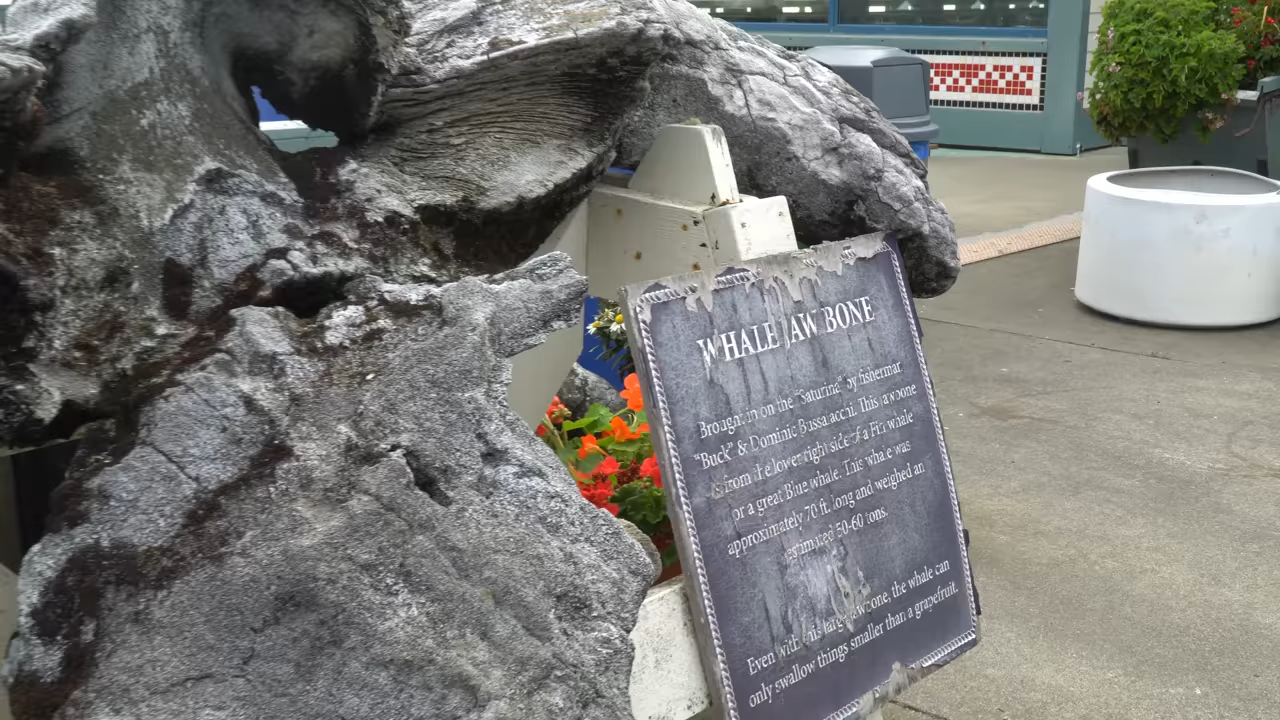 WHALE JAW BONE
Brought in on the "Saturina" by fisherman
"Buck" & Dominic Bussalacchi. This jawbone
is from the lower right side of a Fin whale
or a great Blue whale. This whale was
approximately 70 ft. long and weighed an
estimated 50-60 tons.
Even with this large jawbone, the whale can
only swallow things smaller than a grapefruit.